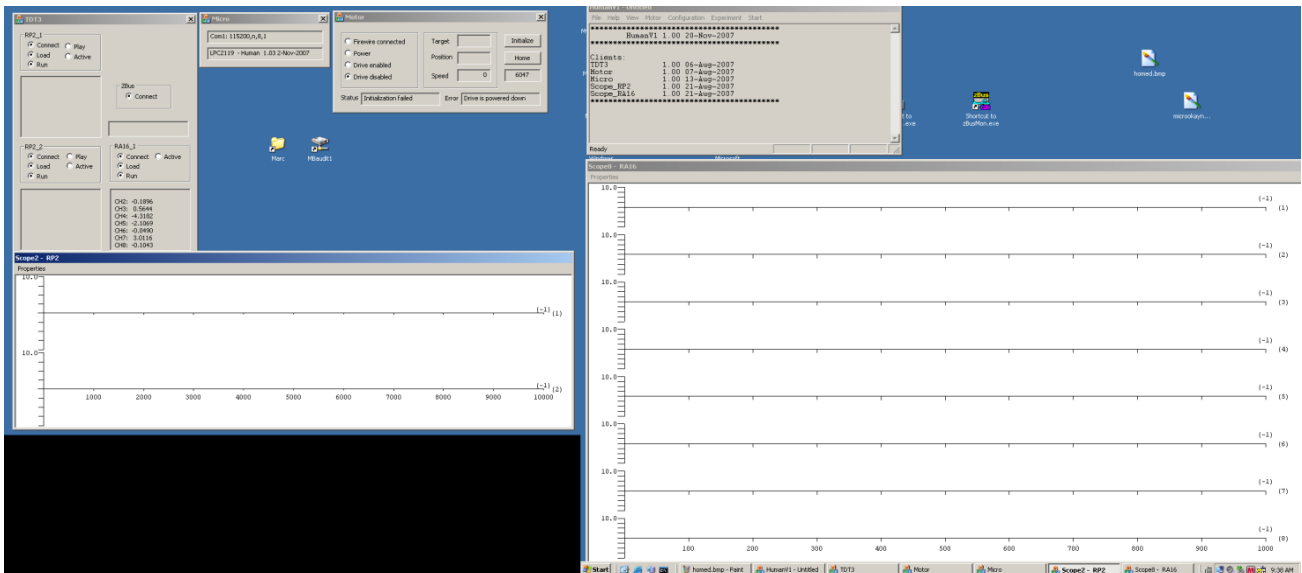 TDT3
RP2_1
Connect Play
Load Active
Run
ZBus
Connect
RP2_2
Connect Play
Load Active
Run
RA16_1
Connect Active
Load
Run
CH2: -0.1896
CH3: 0.5644
CH4: -4.3182
CH5: -2.1069
CH6: -0.0490
CH7: 3.0116
CH8: -0.1043
Micro
Com1: 115200,n,8,1
LPC2119 - Human 1.03 2-Nov-2007
Motor
Firewire connected
Power
Drive enabled
Drive disabled
Target
Position
Speed 0
Initialize
Home
6047
Status Initialization failed Error Drive is powered down
Marc
MBaudit1
HumanV1 - Untitled
File Help View Motor Configuration Experiment Start
**********************************************
HumanV1 1.00 20-Nov-2007
**********************************************
Clients:
TDT3 1.00 06-Aug-2007
Motor 1.00 07-Aug-2007
Micro 1.00 13-Aug-2007
Scope_RP2 1.00 21-Aug-2007
Scope_RA16 1.00 21-Aug-2007
**********************************************
Ready
homed.bmp
zBus
Shortcut to
zBusMon.exe
microokayn...
Scope2 - RP2
Properties
10.0
(-1) (1)
10.0
(-1) (2)
1000 2000 3000 4000 5000 6000 7000 8000 9000 10000
Scope0 - RA16
Properties
10.0
(-1)
(1)
10.0
(-1)
(2)
10.0
(-1)
(3)
10.0
(-1)
(4)
10.0
(-1)
(5)
10.0
(-1)
(6)
10.0
(-1)
(7)
10.0
(-1)
(8)
100 200 300 400 500 600 700 800 900 1000
Start homed.bmp - Paint HumanV1 - Untitled TDT3 Motor Micro Scope2 - RP2 Scope0 - RA16 9:38 AM